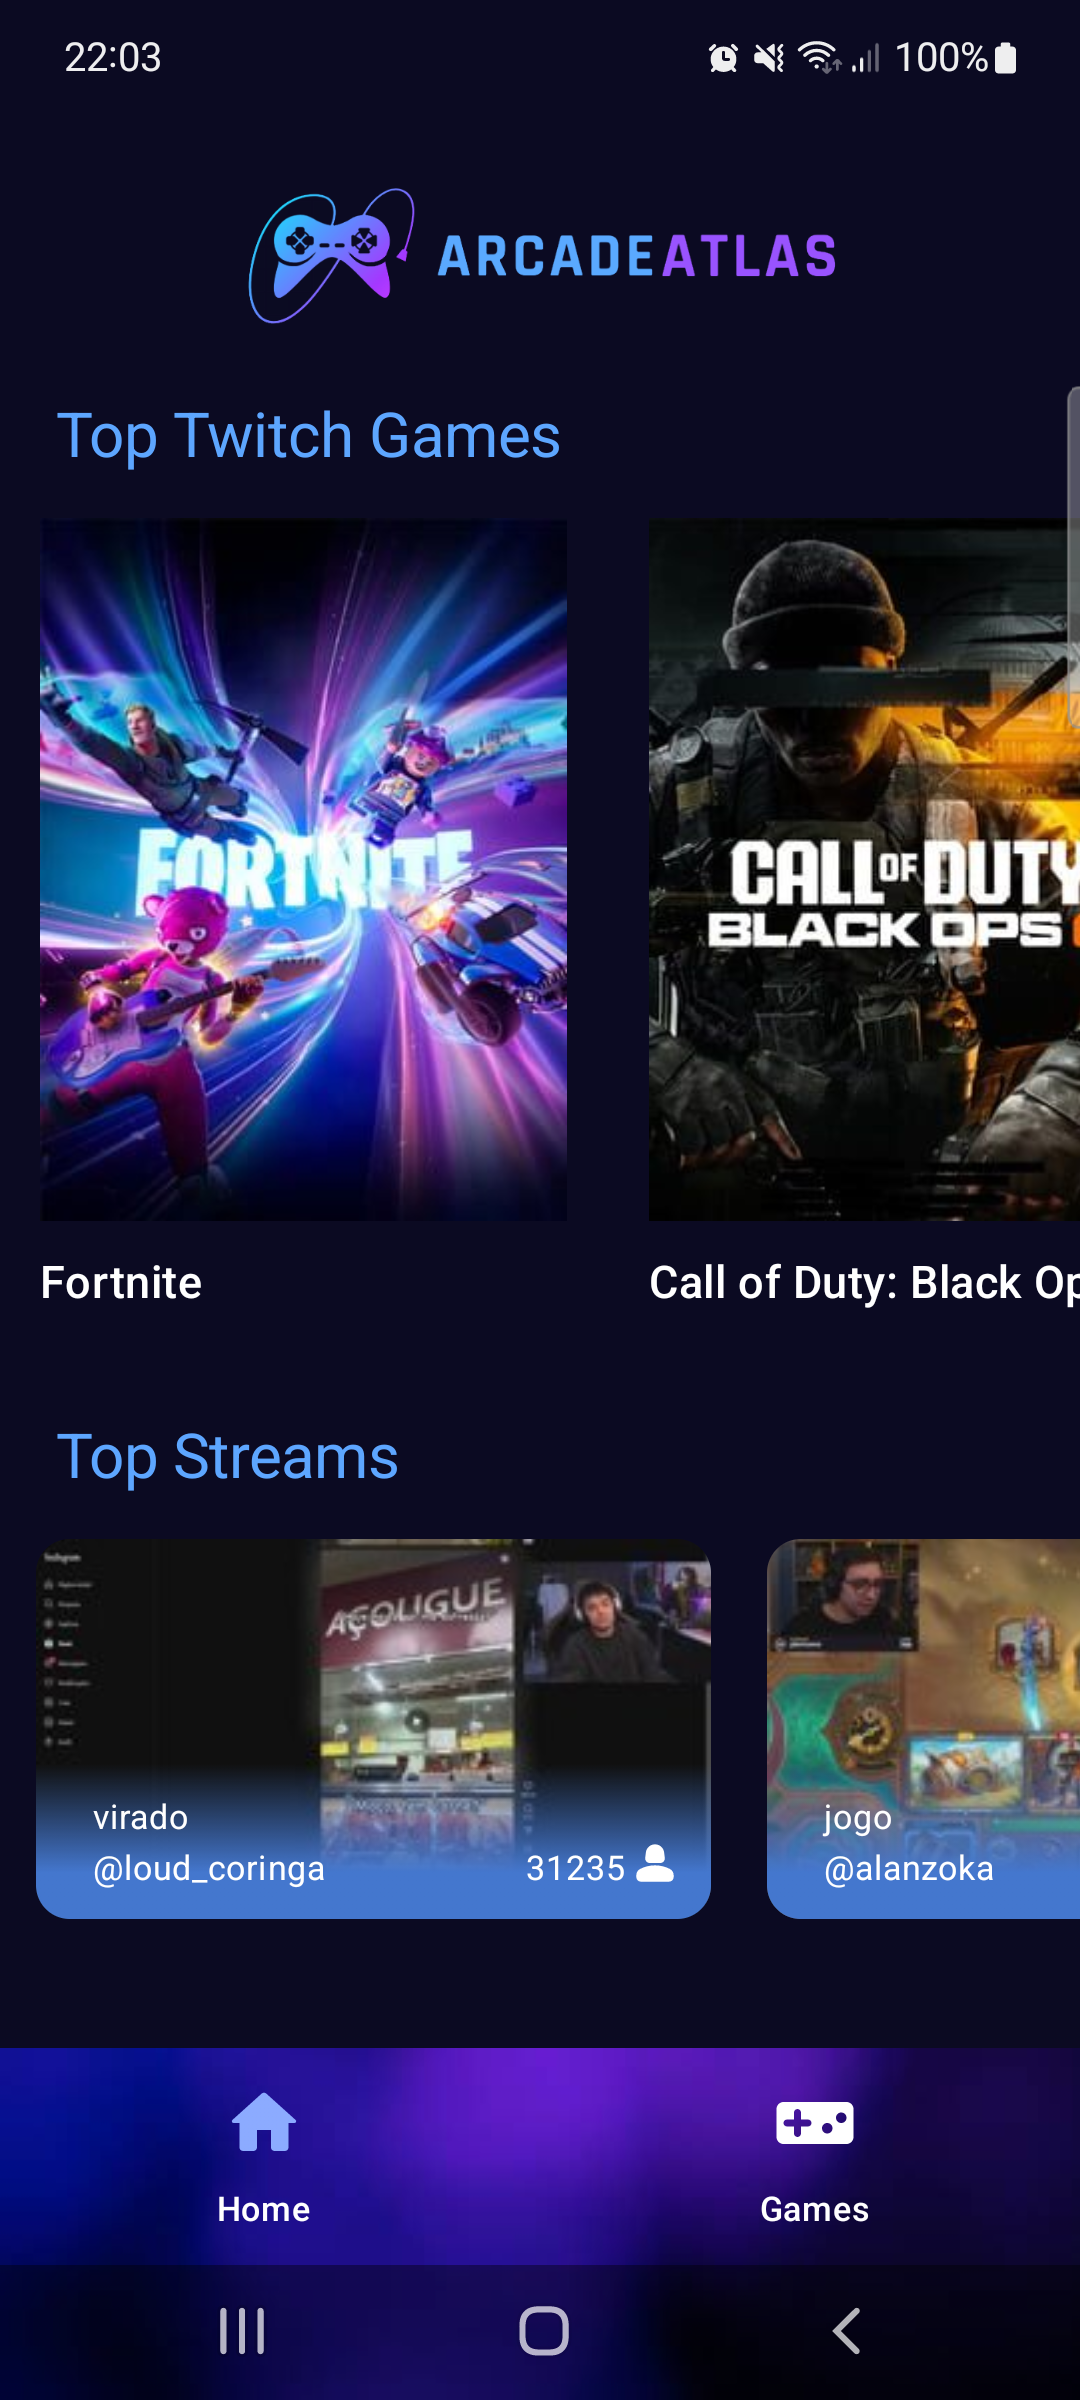 22:03
100%
ARCADEATLAS
Top Twitch Games
FORTNITE
CALL OF DUTY
BLACK OPS
Fortnite
Call of Duty: Black Op
Top Streams
Instagram
AÇOUGUE
virado
@loud_coringa
31235
jogo
@alanzoka
Home
Games